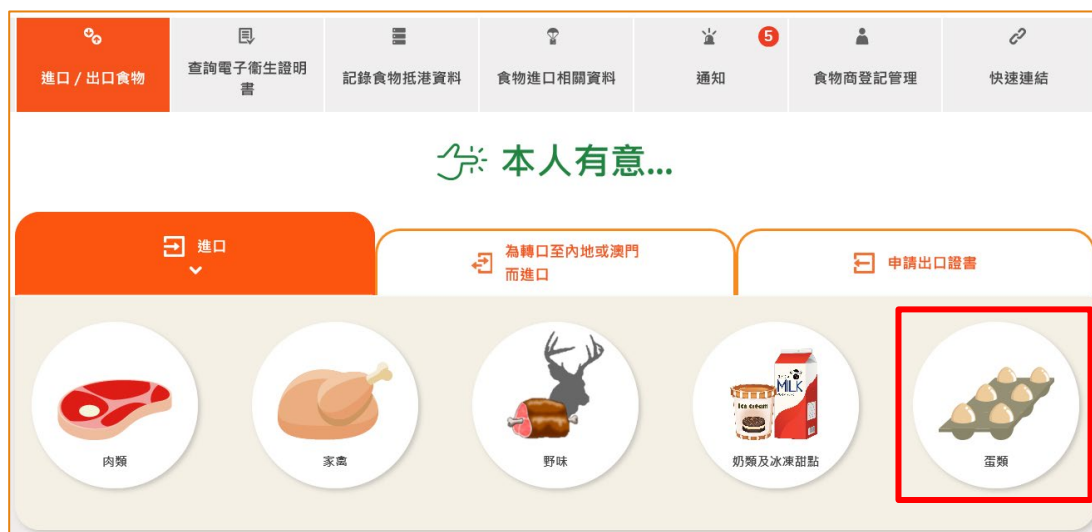 進口 / 出口食物
查詢電子衞生證明
書
記錄食物抵港資料
食物進口相關資料
5
通知
食物商登記管理
快速連結
本人有意...
進口
為轉口至內地或澳門
而進口
申請出口證書
肉類
家禽
野味
Ice Cream
MILK
奶類及冰凍甜點
蛋類